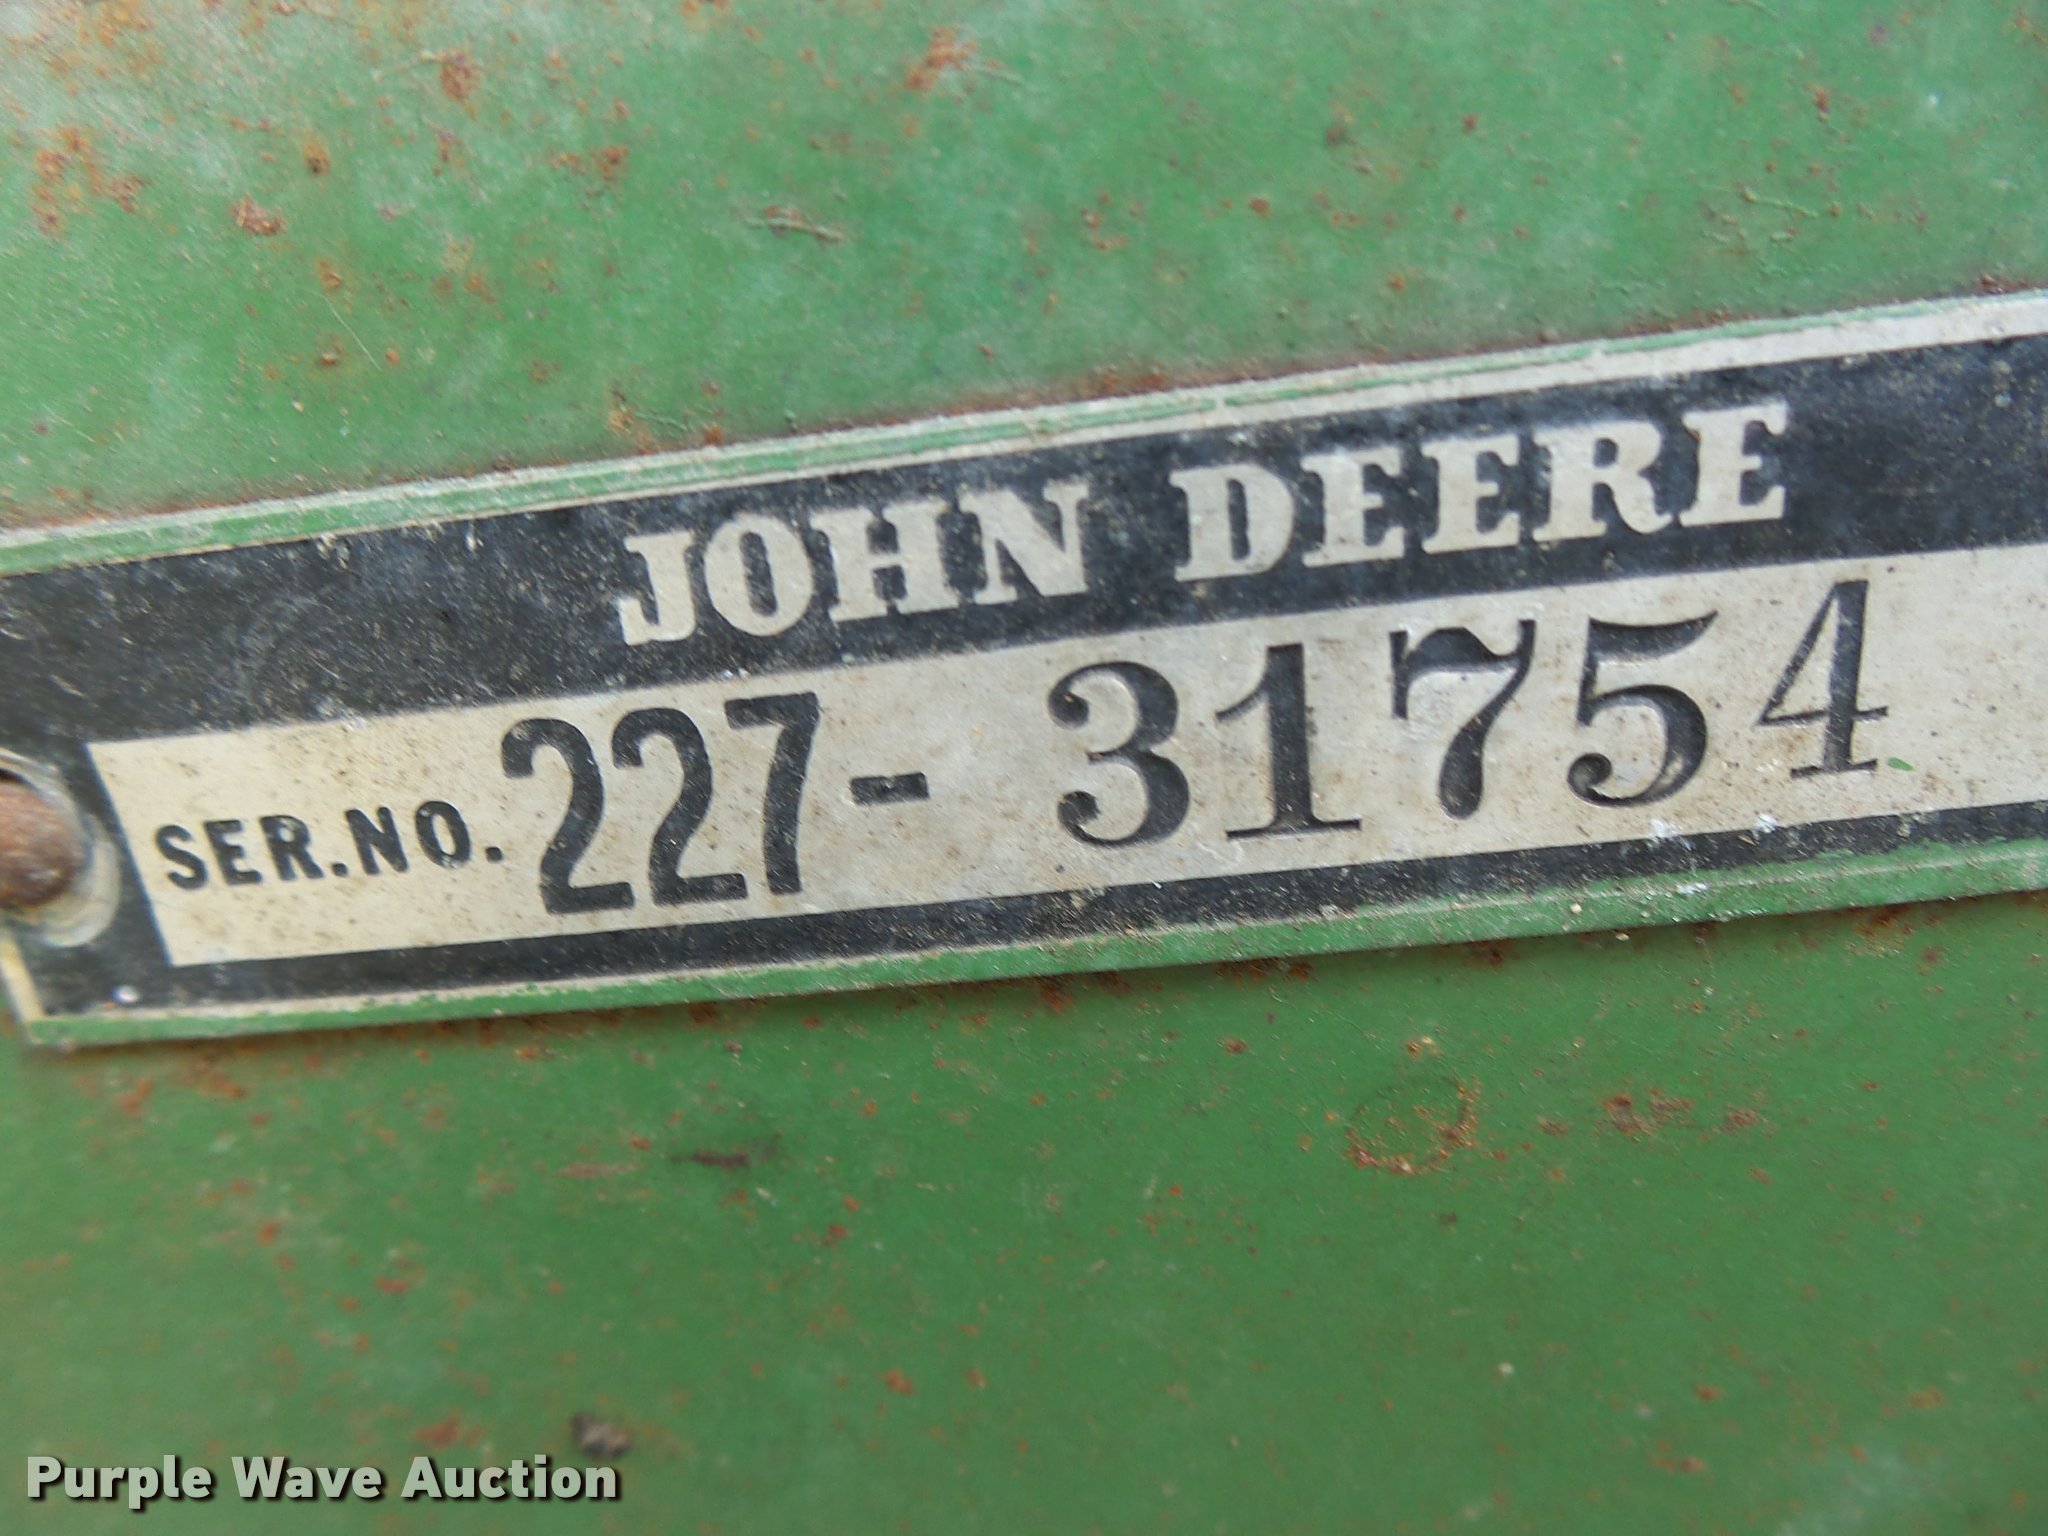 JOHN DEERE
SER.NO. 227-31754
Purple Wave Auction